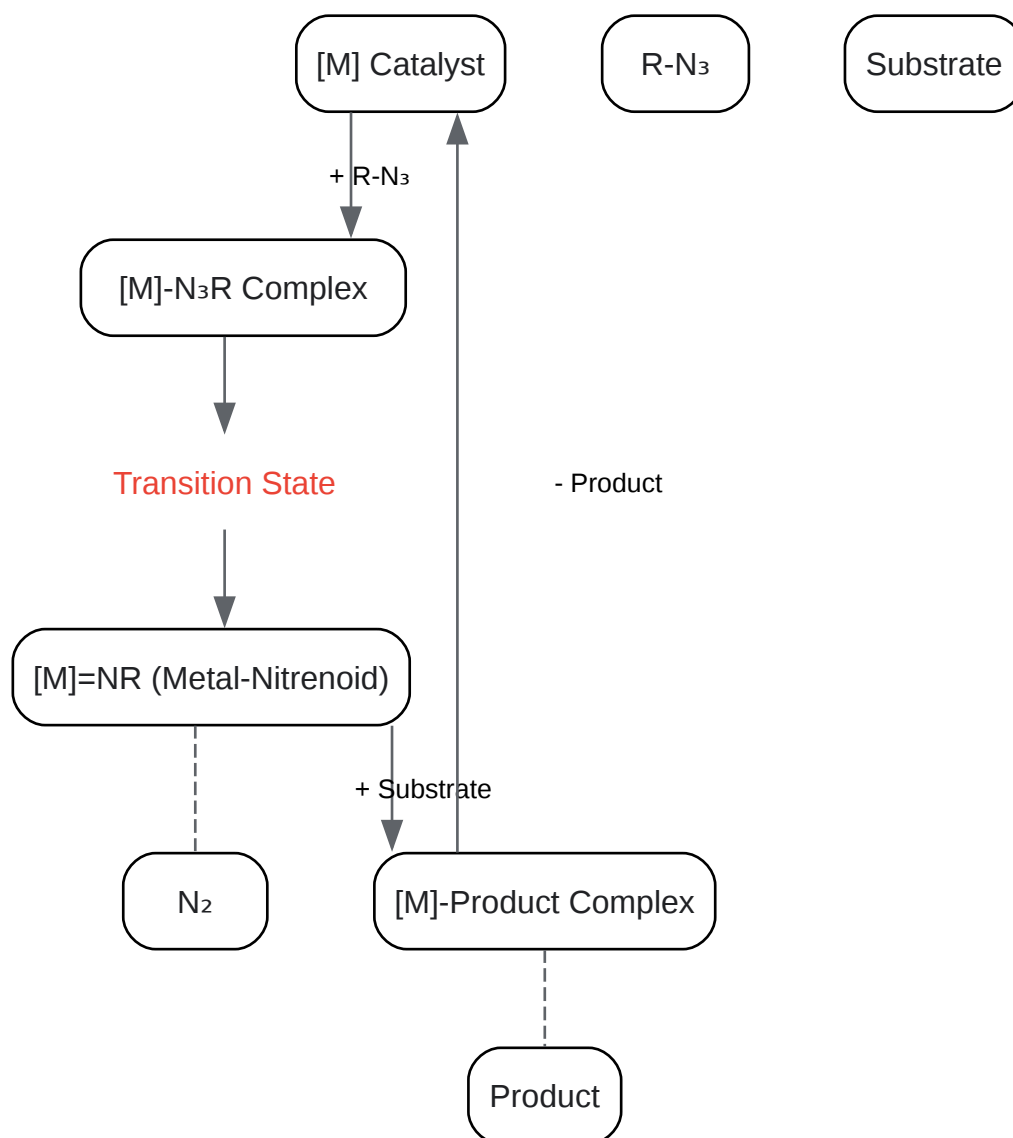 [M] Catalyst
R-N₃
Substrate
+ R-N₃
[M]-N₃R Complex
Transition State
- Product
[M]=NR (Metal-Nitrenoid)
+ Substrate
N₂
[M]-Product Complex
Product